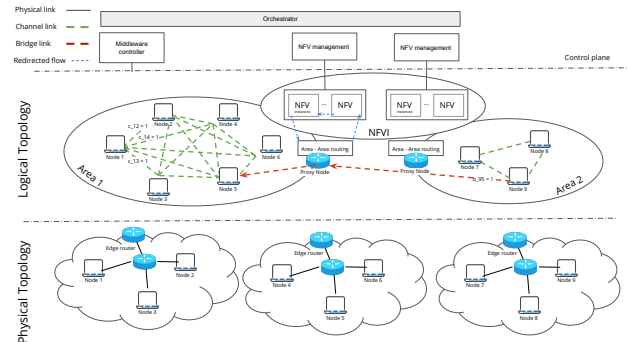 Physical link
Channel link
Bridge link
Redirected flow
Orchestrator
Middleware
controller
NFV management
NFV management
Control plane
Logical Topology
NFV
instances
...
NFV
NFV
instances
...
NFV
NFVI
Area - Area routing
Area - Area routing
Proxy Node
Proxy Node
Node 2
Node 4
c_12 = 1
c_14 = 1
c_13 = 1
Node 1
Node 6
Node 3
Node 5
Area 1
Node 8
Node 7
b_95 = 1
Node 9
Area 2
Physical Topology
Edge router
Node 1
Node 2
Node 3
Edge router
Node 4
Node 6
Node 5
Edge router
Node 7
Node 9
Node 8